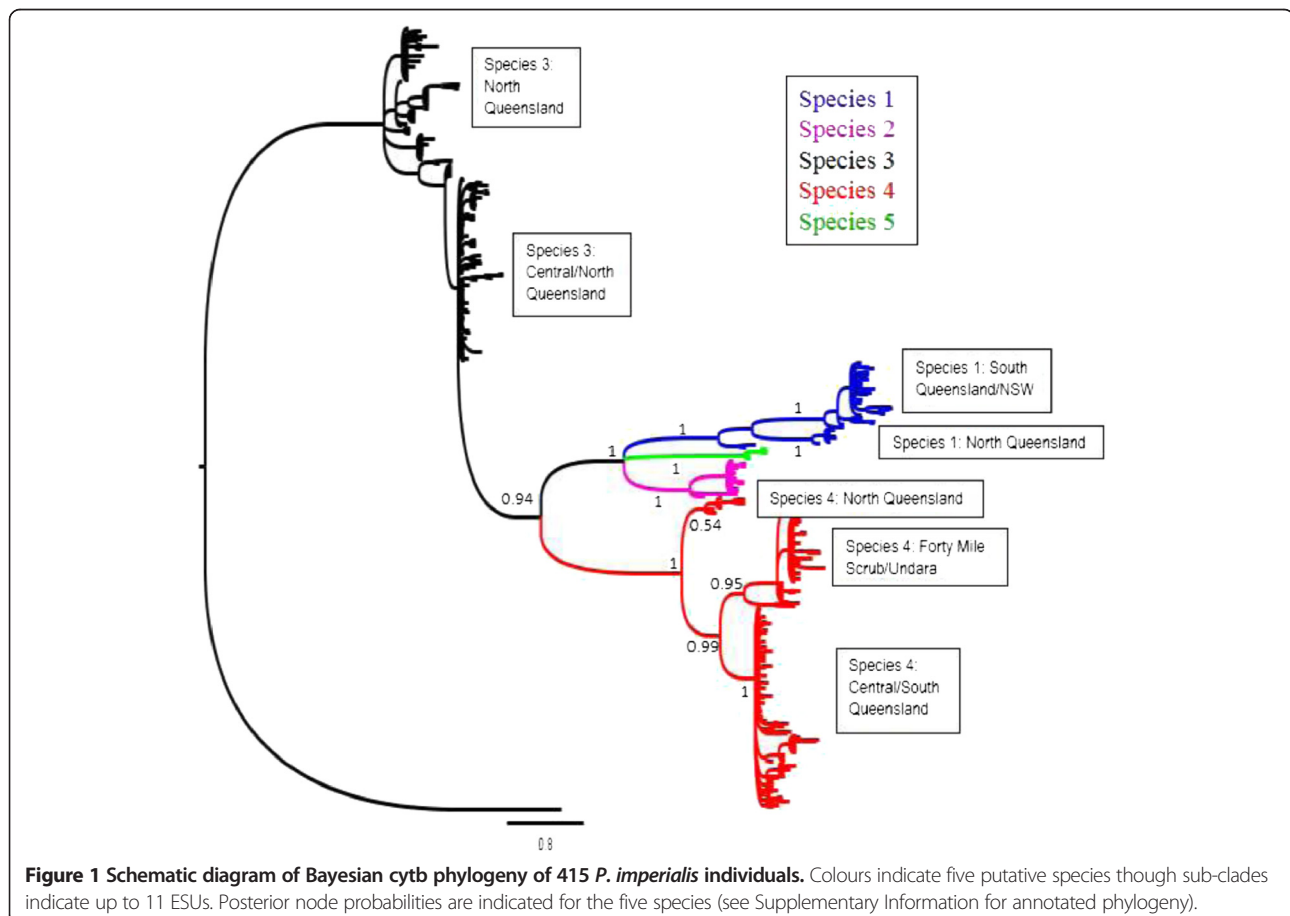 Species 3:
North
Queensland
Species 1
Species 2
Species 3
Species 4
Species 5
Species 3:
Central/North
Queensland
Species 1: South
Queensland/NSW
1
1
Species 1: North Queensland
1
1
1
1
0.94
Species 4: North Queensland
0.54
Species 4: Forty Mile
Scrub/Undara
1
0.95
0.99
Species 4:
Central/South
Queensland
1
0.8
Figure 1 Schematic diagram of Bayesian cytb phylogeny of 415 P. imperialis individuals. Colours indicate five putative species though sub-clades
indicate up to 11 ESUs. Posterior node probabilities are indicated for the five species (see Supplementary Information for annotated phylogeny).